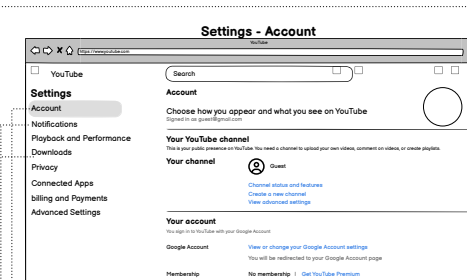 Settings - Account
YouTube
https://www.youtube.com
YouTube
Search
Settings
Account
Notifications
Playback and Performance
Downloads
Privacy
Connected Apps
billing and Payments
Advanced Settings
Account
Choose how you appear and what you see on YouTube
Signed in as guest@gmail.com
Your YouTube channel
This is your public presence on YouTube. You need a channel to upload your own videos, comment on videos, or create playlists.
Your channel
Guest
Channel status and features
Create a new channel
View advanced settings
Your account
You sign in to YouTube with your Google Account
Google Account
View or change your Google Account settings
You will be redirected to your Google Account page
Membership
No membership | Get YouTube Premium